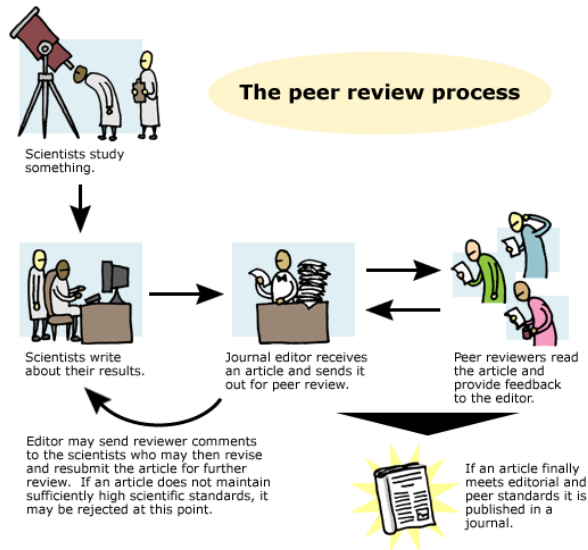 The peer review process
Scientists study
something.
Scientists write
about their results.
Journal editor receives
an article and sends it
out for peer review.
Peer reviewers read
the article and
provide feedback
to the editor.
Editor may send reviewer comments
to the scientists who may then revise
and resubmit the article for further
review.  If an article does not maintain
sufficiently high scientific standards, it
may be rejected at this point.
If an article finally
meets editorial and
peer standards it is
published in a
journal.